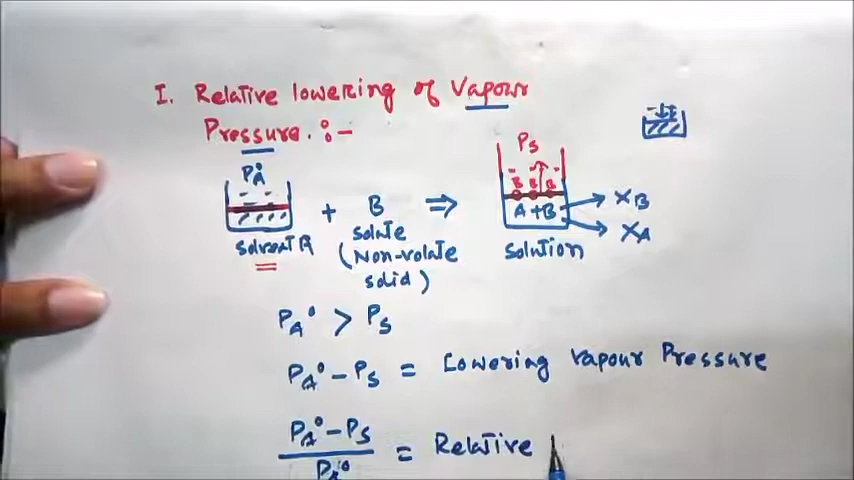 I. Relative lowering of Vapour
Pressure. :-
PA°
Ps
B B B
+ B ⇒ A + B → XB
solvent A solute solution → XA
(Non-volate
solid)
PA° > Ps
PA° - Ps = Lowering vapour Pressure
PA° - Ps / PA° = Relative